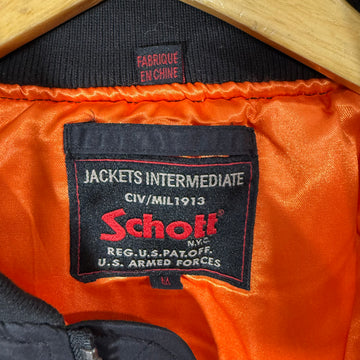 FABRIQUE
EN CHINE
JACKETS INTERMEDIATE
CIV/MIL1913
Schott
N.Y.C.
REG.U.S.PAT.OFF.
U.S. ARMED FORCES
M